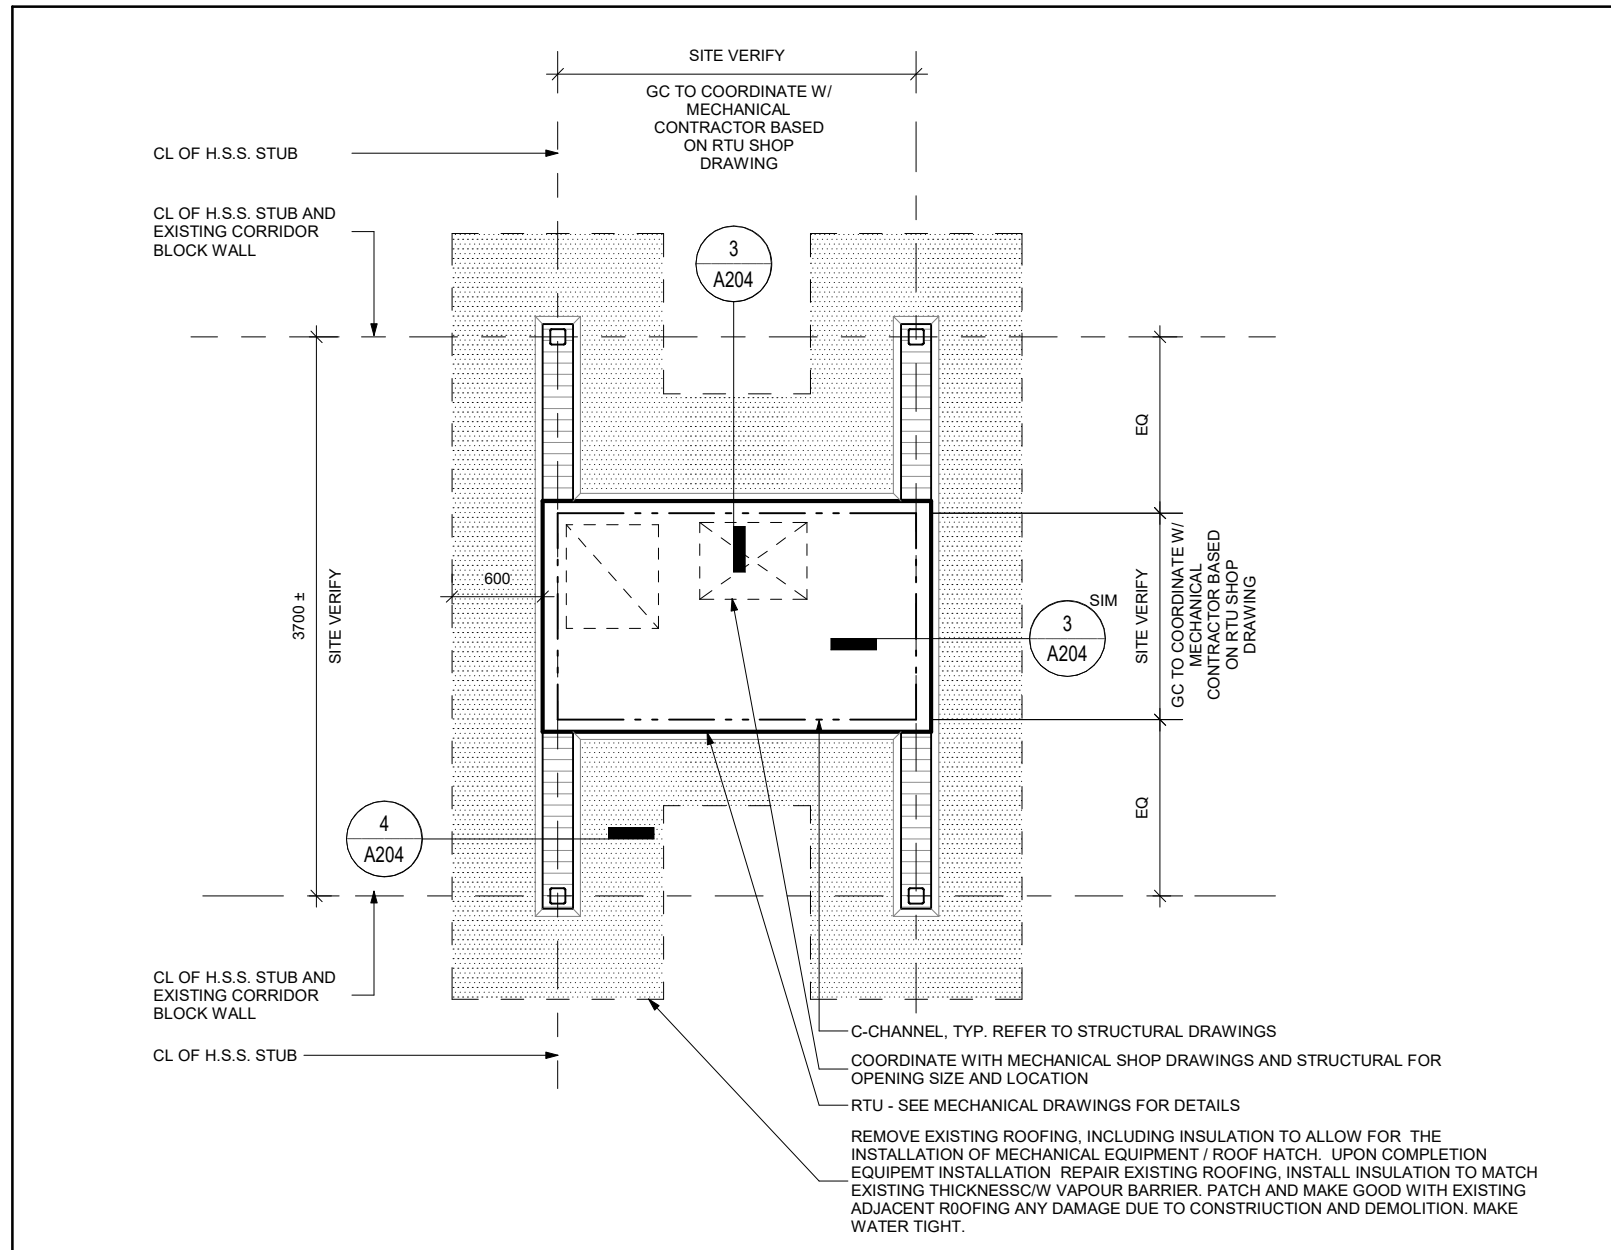 SITE VERIFY
GC TO COORDINATE W/
MECHANICAL
CONTRACTOR BASED
ON RTU SHOP
DRAWING
CL OF H.S.S. STUB
CL OF H.S.S. STUB AND
EXISTING CORRIDOR
BLOCK WALL
3
A204
EQ
3700 ±
SITE VERIFY
600
SIM
3
A204
SITE VERIFY
GC TO COORDINATE W/
MECHANICAL
CONTRACTOR BASED
ON RTU SHOP
DRAWING
4
A204
EQ
CL OF H.S.S. STUB AND
EXISTING CORRIDOR
BLOCK WALL
CL OF H.S.S. STUB
C-CHANNEL, TYP. REFER TO STRUCTURAL DRAWINGS
COORDINATE WITH MECHANICAL SHOP DRAWINGS AND STRUCTURAL FOR
OPENING SIZE AND LOCATION
RTU - SEE MECHANICAL DRAWINGS FOR DETAILS
REMOVE EXISTING ROOFING, INCLUDING INSULATION TO ALLOW FOR THE
INSTALLATION OF MECHANICAL EQUIPMENT / ROOF HATCH. UPON COMPLETION
EQUIPEMT INSTALLATION REPAIR EXISTING ROOFING, INSTALL INSULATION TO MATCH
EXISTING THICKNESSC/W VAPOUR BARRIER. PATCH AND MAKE GOOD WITH EXISTING
ADJACENT R0OFING ANY DAMAGE DUE TO CONSTRIUCTION AND DEMOLITION. MAKE
WATER TIGHT.